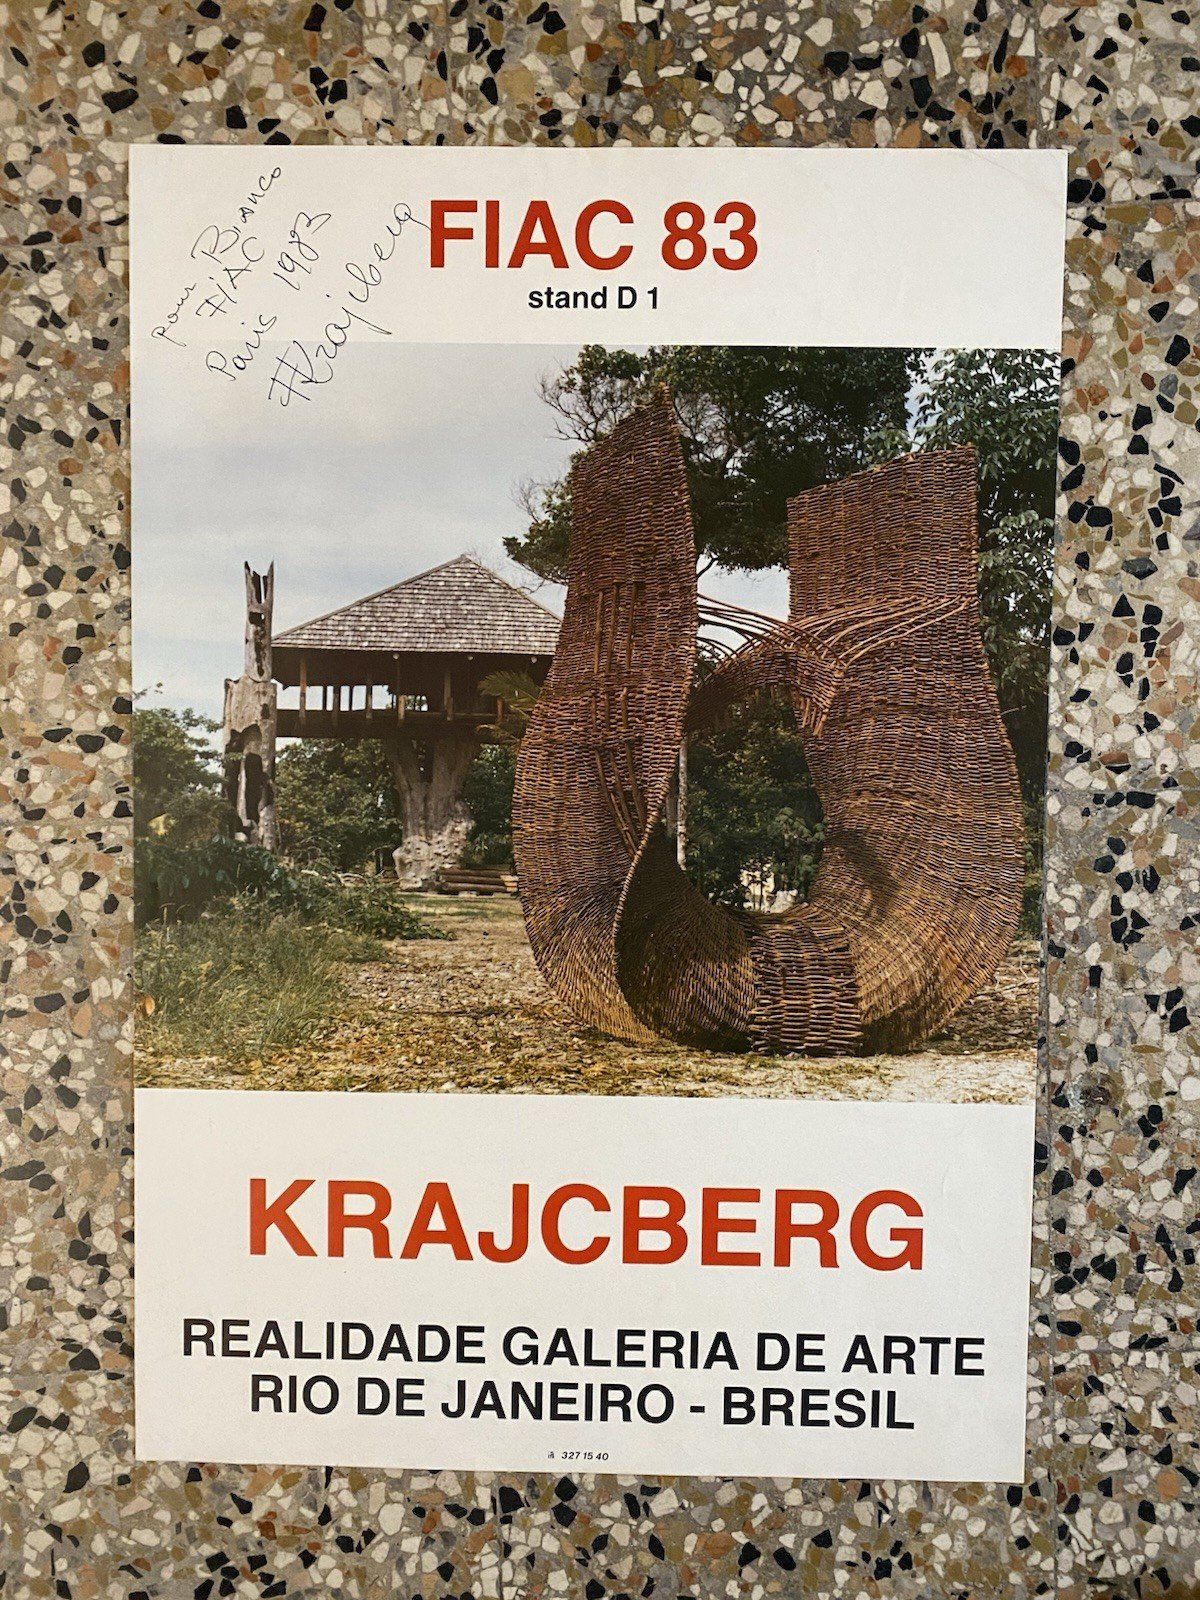 pour Bianco
FIAC
Paris 1983
FKrajcberg
FIAC 83
stand D 1
KRAJCBERG
REALIDADE GALERIA DE ARTE
RIO DE JANEIRO - BRESIL
327 15 40